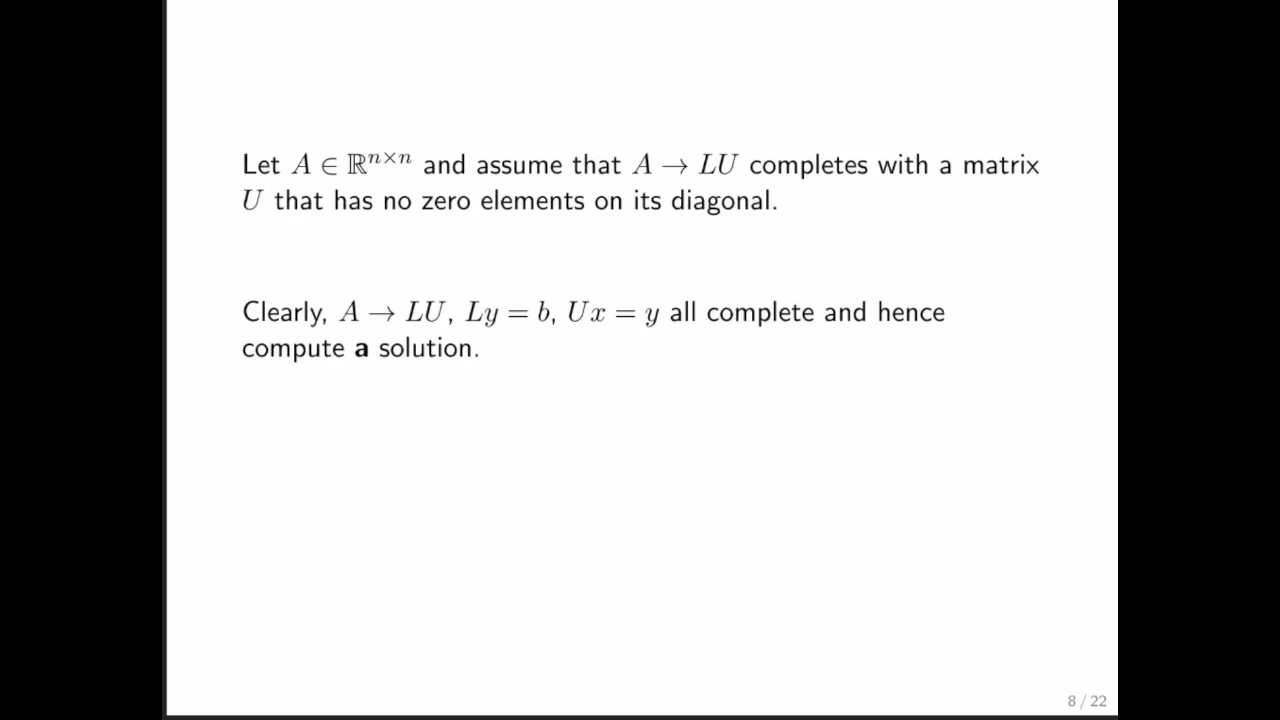 Let A ∈ ℝⁿˣⁿ and assume that A → LU completes with a matrix
U that has no zero elements on its diagonal.
Clearly, A → LU, Ly = b, Ux = y all complete and hence
compute a solution.
8 / 22